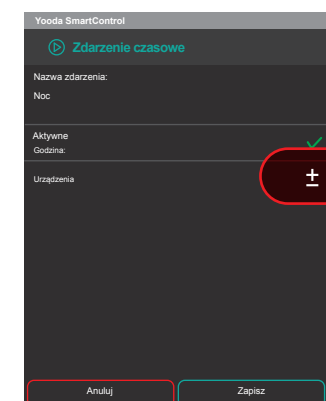 Yooda SmartControl
Zdarzenie czasowe
Nazwa zdarzenia:
Noc
Aktywne
Godzina:
Urządzenia
±
Anuluj
Zapisz